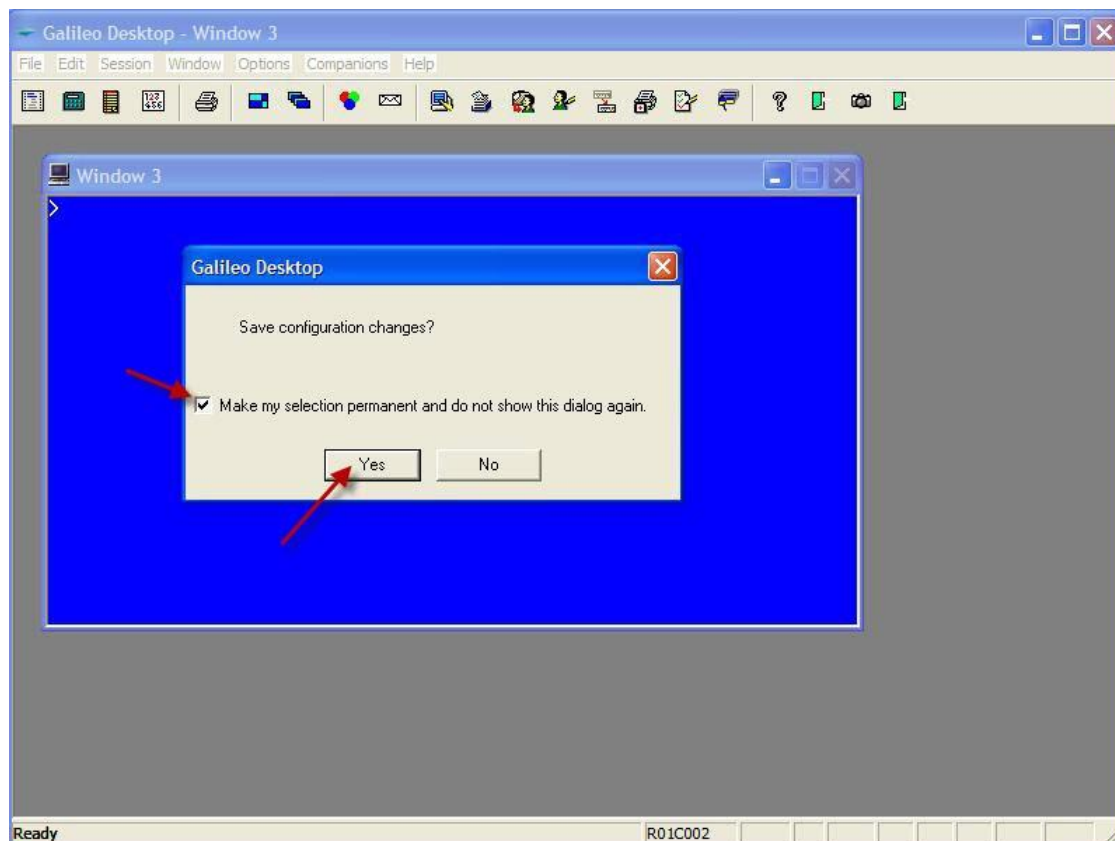 Galileo Desktop - Window 3
File Edit Session Window Options Companions Help
Window 3
>
Galileo Desktop
Save configuration changes?
Make my selection permanent and do not show this dialog again.
Yes No
Ready R01C002